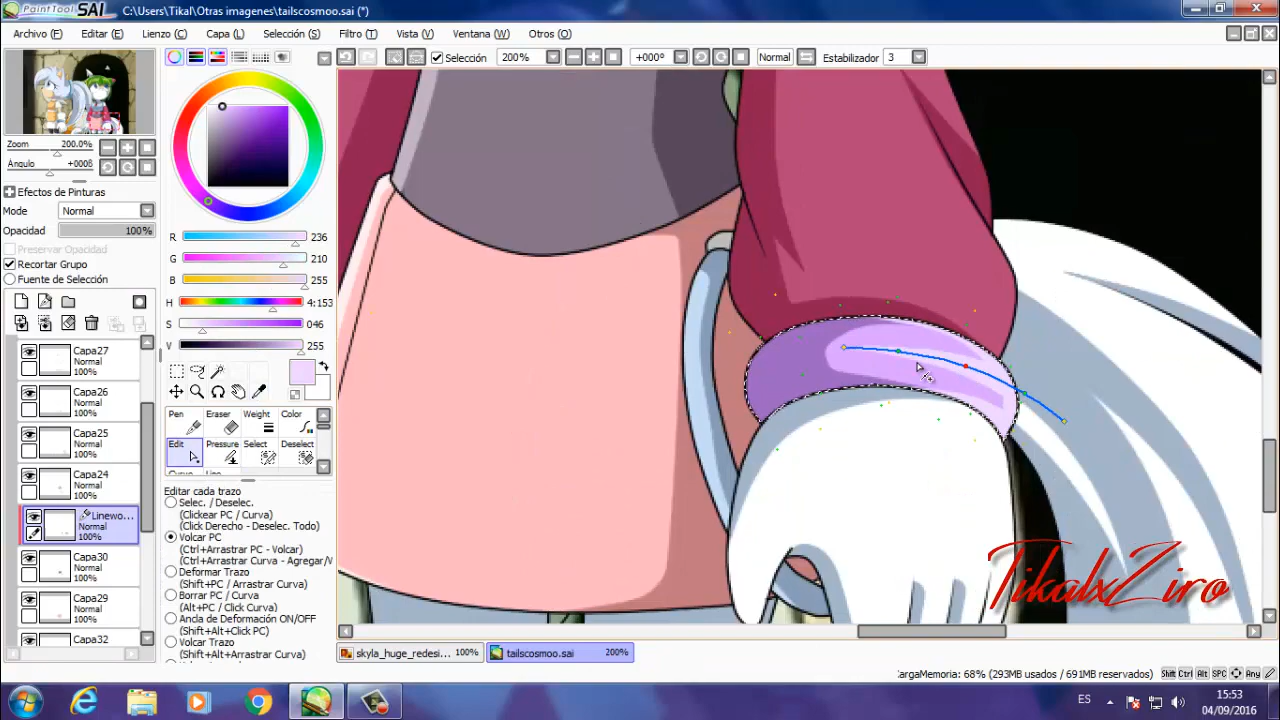 PaintTool SAI C:\Users\Tikal\Otras imagenes\tailscosmoo.sai (*)
Archivo (F) Editar (E) Lienzo (C) Capa (L) Selección (S) Filtro (T) Vista (V) Ventana (W) Otros (O)
Selección 200% +000° Normal Estabilizador 3
Zoom 200.0%
Ángulo +000ß
Efectos de Pinturas
Mode Normal
Opacidad 100%
Preservar Opacidad
Recortar Grupo
Fuente de Selección
R 236
G 210
B 255
H 4:153
S 046
V 255
Capa27
Normal
100%
Capa26
Normal
100%
Capa25
Normal
100%
Capa24
Normal
100%
Linewo...
Normal
100%
Capa30
Normal
100%
Capa29
Normal
100%
Capa32
Pen Eraser Weight Color
Edit Pressure Select Deselect
Editar cada trazo
Selec. / Deselec.
(Clickear PC / Curva)
(Click Derecho - Deselec. Todo)
Volcar PC
(Ctrl+Arrastrar PC - Volcar)
(Ctrl+Arrastrar Curva - Agregar/V
Deformar Trazo
(Shift+PC / Arrastrar Curva)
Borrar PC / Curva
(Alt+PC / Click Curva)
Ancla de Deformación ON/OFF
(Shift+Alt+Click PC)
Volcar Trazo
(Shift+Alt+Arrastrar Curva)
TikalxZiro
skyla_huge_redesi... 100% tailscosmoo.sai 200%
CargaMemoria: 68% (293MB usados / 691MB reservados) Shift Ctrl Alt SPC Any
ES 15:53
04/09/2016